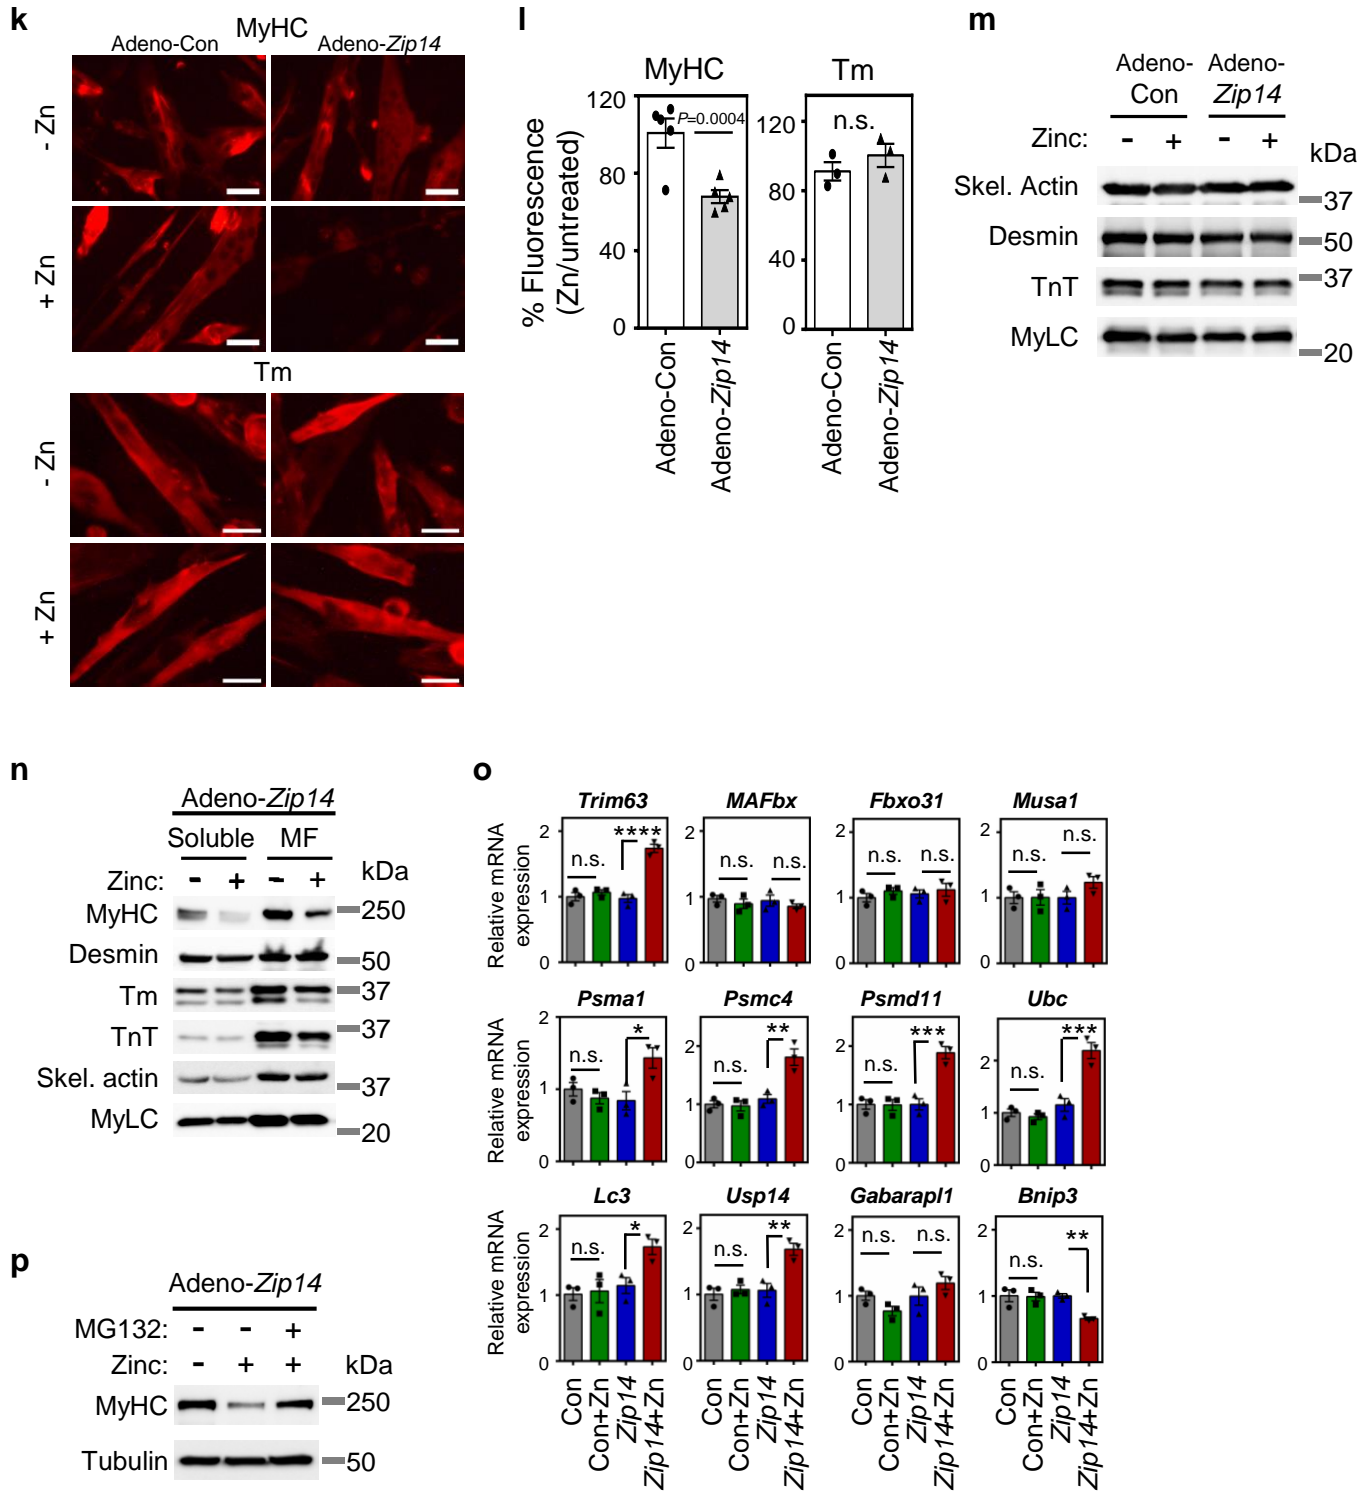 k
MyHC
Adeno-Con
Adeno-Zip14
- Zn
+ Zn
Tm
- Zn
+ Zn
l
MyHC
Tm
% Fluorescence
(Zn/untreated)
120
80
40
0
P=0.0004
120
80
40
0
n.s.
Adeno-Con
Adeno-Zip14
Adeno-Con
Adeno-Zip14
m
Adeno-
Con
Adeno-
Zip14
Zinc: - + - +
kDa
Skel. Actin
37
Desmin
50
TnT
37
MyLC
20
n
Adeno-Zip14
Soluble MF
Zinc: - + - + kDa
MyHC 250
Desmin 50
Tm 37
TnT 37
Skel. actin 37
MyLC 20
o
Trim63 MAFbx Fbxo31 Musa1
Relative mRNA
expression
2
1
0
n.s. ****
2
1
0
n.s. n.s.
2
1
0
n.s. n.s.
2
1
0
n.s. n.s.
Psma1 Psmc4 Psmd11 Ubc
Relative mRNA
expression
2
1
0
n.s. *
2
1
0
n.s. **
2
1
0
n.s. ***
2
1
0
n.s. ***
Lc3 Usp14 Gabarapl1 Bnip3
Relative mRNA
expression
2
1
0
n.s. *
2
1
0
n.s. **
2
1
0
n.s. n.s.
2
1
0
n.s. **
Con
Con+Zn
Zip14
Zip14+Zn
Con
Con+Zn
Zip14
Zip14+Zn
Con
Con+Zn
Zip14
Zip14+Zn
Con
Con+Zn
Zip14
Zip14+Zn
p
Adeno-Zip14
MG132: - - +
Zinc: - + + kDa
MyHC 250
Tubulin 50